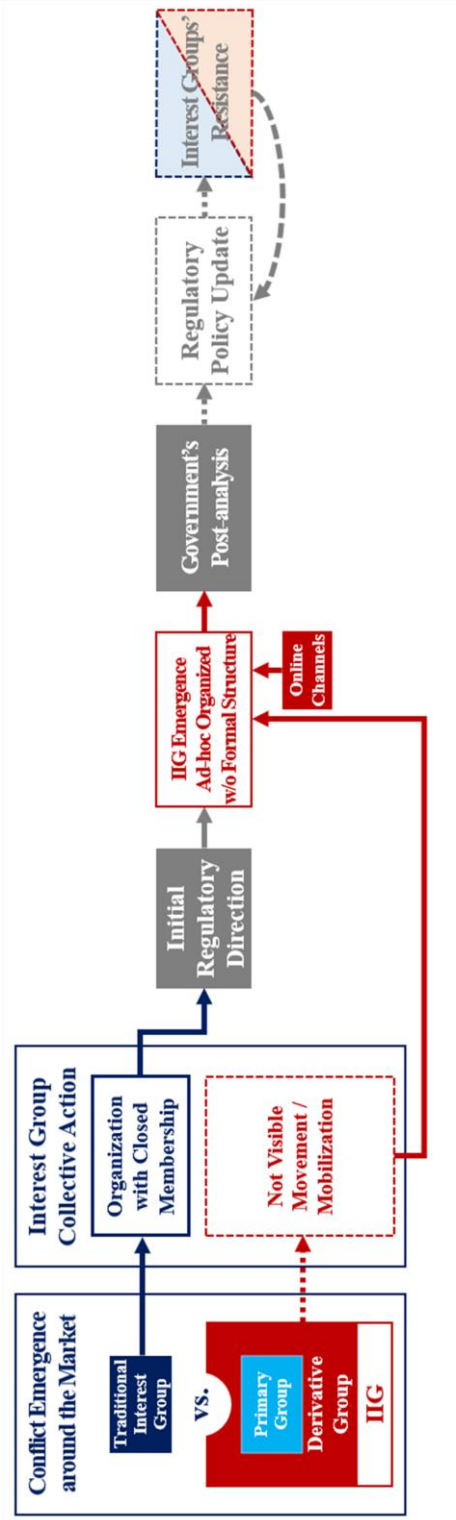 Conflict Emergence
around the Market
Traditional
Interest
Group
vs.
Primary
Group
Derivative
Group
IIG
Interest Group
Collective Action
Organization
with Closed
Membership
Not Visible
Movement /
Mobilization
Initial
Regulatory
Direction
IIG Emergence
Ad-hoc Organized
w/o Formal Structure
Online
Channels
Government's
Post-analysis
Regulatory
Policy Update
Interest Groups'
Resistance